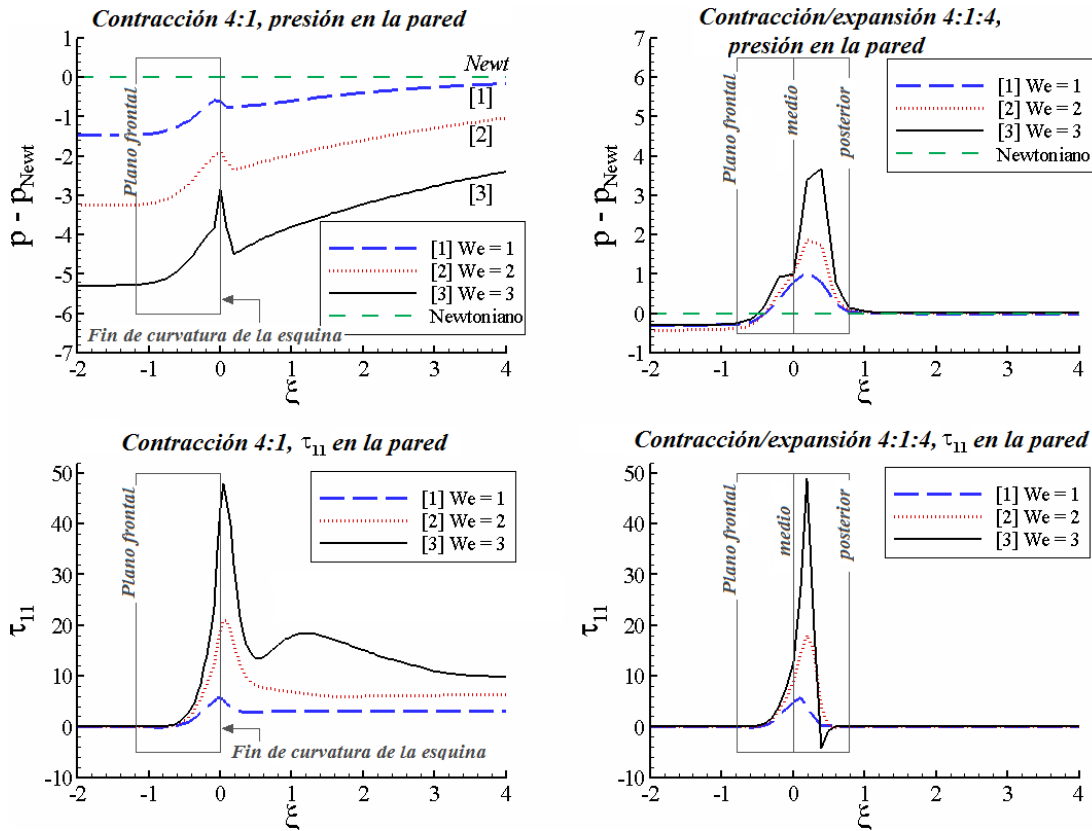 Contracción 4:1, presión en la pared
1
0
-1
-2
-3
-4
-5
-6
-7
p - pNewt
Newt
[1]
[2]
[3]
Plano frontal
[1] We = 1
[2] We = 2
[3] We = 3
Newtoniano
Fin de curvatura de la esquina
-2 -1 0 1 2 3 4
ξ
Contracción/expansión 4:1:4,
presión en la pared
7
6
5
4
3
2
1
0
-1
p - pNewt
Plano frontal
medio
posterior
[1] We = 1
[2] We = 2
[3] We = 3
Newtoniano
-2 -1 0 1 2 3 4
ξ
Contracción 4:1, τ11 en la pared
50
40
30
20
10
0
-10
τ11
Plano frontal
[1] We = 1
[2] We = 2
[3] We = 3
Fin de curvatura de la esquina
-2 -1 0 1 2 3 4
ξ
Contracción/expansión 4:1:4, τ11 en la pared
50
40
30
20
10
0
-10
τ11
Plano frontal
medio
posterior
[1] We = 1
[2] We = 2
[3] We = 3
-2 -1 0 1 2 3 4
ξ